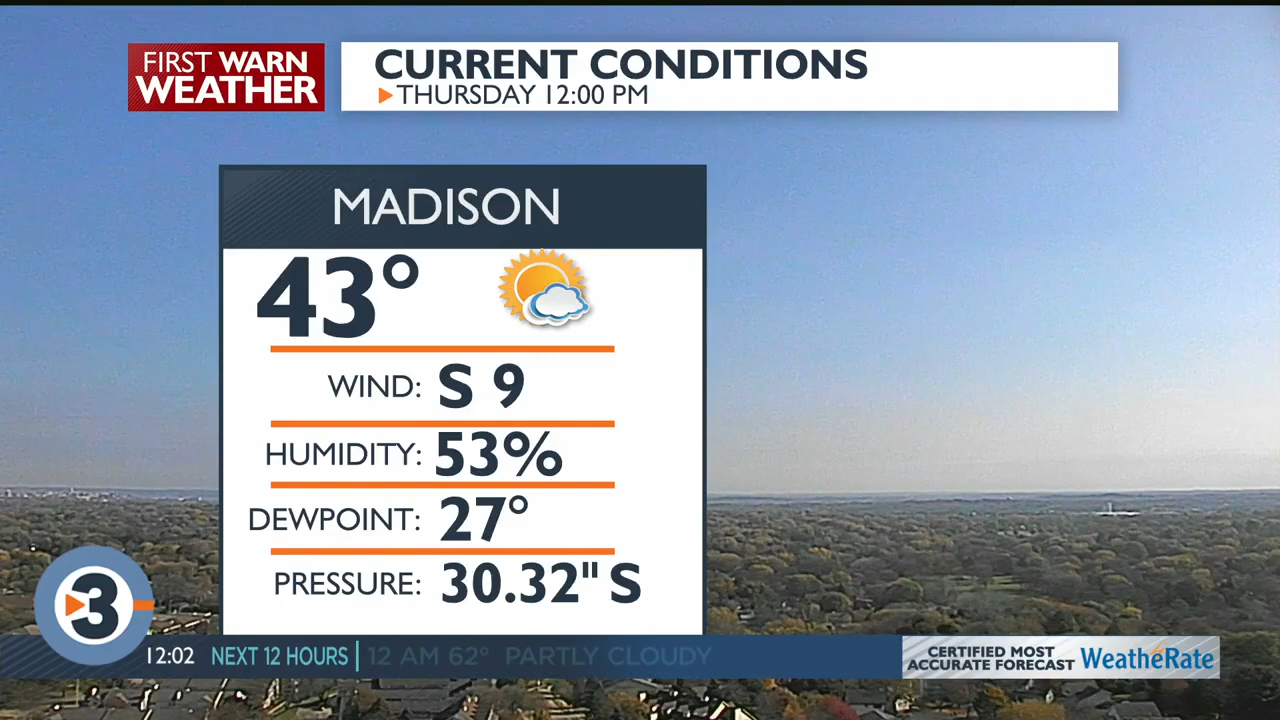 FIRST WARN
WEATHER
CURRENT CONDITIONS
THURSDAY 12:00 PM
MADISON
43°
WIND: S 9
HUMIDITY: 53%
DEWPOINT: 27°
PRESSURE: 30.32" S
3
12:02 NEXT 12 HOURS 12 AM 62° PARTLY CLOUDY
CERTIFIED MOST
ACCURATE FORECAST WeatheRate